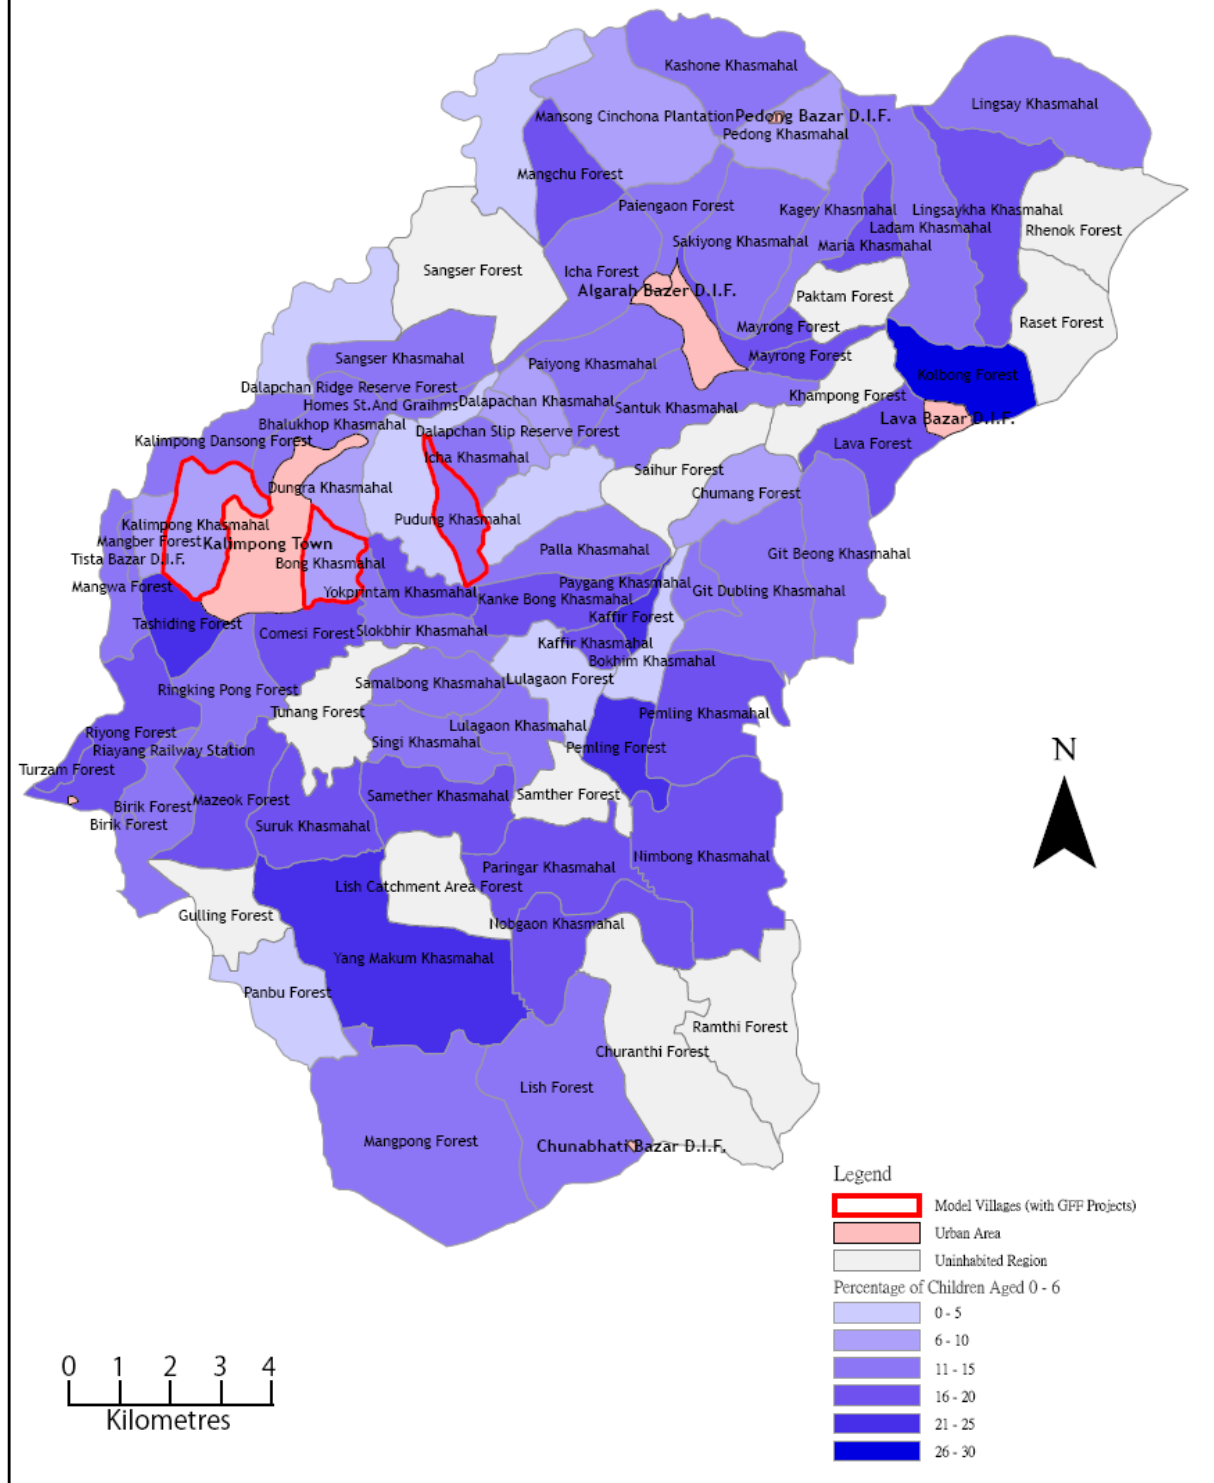 Kashone Khasmahal
Lingsay Khasmahal
Mansong Cinchona Plantation
Pedong Bazar D.I.F.
Pedong Khasmahal
Mangchu Forest
Paiengaon Forest
Kagey Khasmahal
Lingsaykha Khasmahal
Ladam Khasmahal
Rhenok Forest
Sakiyong Khasmahal
Maria Khasmahal
Sangser Forest
Icha Forest
Algarah Bazer D.I.F.
Paktam Forest
Raset Forest
Mayrong Forest
Sangser Khasmahal
Mayrong Forest
Paiyong Khasmahal
Kolbong Forest
Dalapchan Ridge Reserve Forest
Khampong Forest
Homes St.And Graihms
Dalapachan Khasmahal
Santuk Khasmahal
Lava Bazar D.I.F.
Bhalukhop Khasmahal
Dalapchan Slip Reserve Forest
Kalimpong Dansong Forest
Lava Forest
Icha Khasmahal
Saihur Forest
Dungra Khasmahal
Chumang Forest
Pudung Khasmahal
Kalimpong Khasmahal
Mangber Forest
Kalimpong Town
Palla Khasmahal
Git Beong Khasmahal
Tista Bazar D.I.F.
Bong Khasmahal
Mangwa Forest
Paygang Khasmahal
Yokprintam Khasmahal
Git Dubling Khasmahal
Kanke Bong Khasmahal
Kaffir Forest
Tashiding Forest
Comesi Forest
Slokbhir Khasmahal
Kaffir Khasmahal
Bokhim Khasmahal
Lulagaon Forest
Samalbong Khasmahal
Ringking Pong Forest
Tunang Forest
Pemling Khasmahal
Lulagaon Khasmahal
Riyong Forest
Singi Khasmahal
Pemling Forest
Riayang Railway Station
Turzam Forest
Samther Forest
Samether Khasmahal
Mazeok Forest
Birik Forest
Birik Forest
Suruk Khasmahal
Nimbong Khasmahal
Paringar Khasmahal
Lish Catchment Area Forest
Gulling Forest
Nobgaon Khasmahal
Yang Makum Khasmahal
Panbu Forest
Ramthi Forest
Churanthi Forest
Lish Forest
Mangpong Forest
Chunabhati Bazar D.I.F.
N
Legend
Model Villages (with GFF Projects)
Urban Area
Uninhabited Region
Percentage of Children Aged 0 - 6
0 - 5
6 - 10
11 - 15
16 - 20
21 - 25
26 - 30
0 1 2 3 4
Kilometres